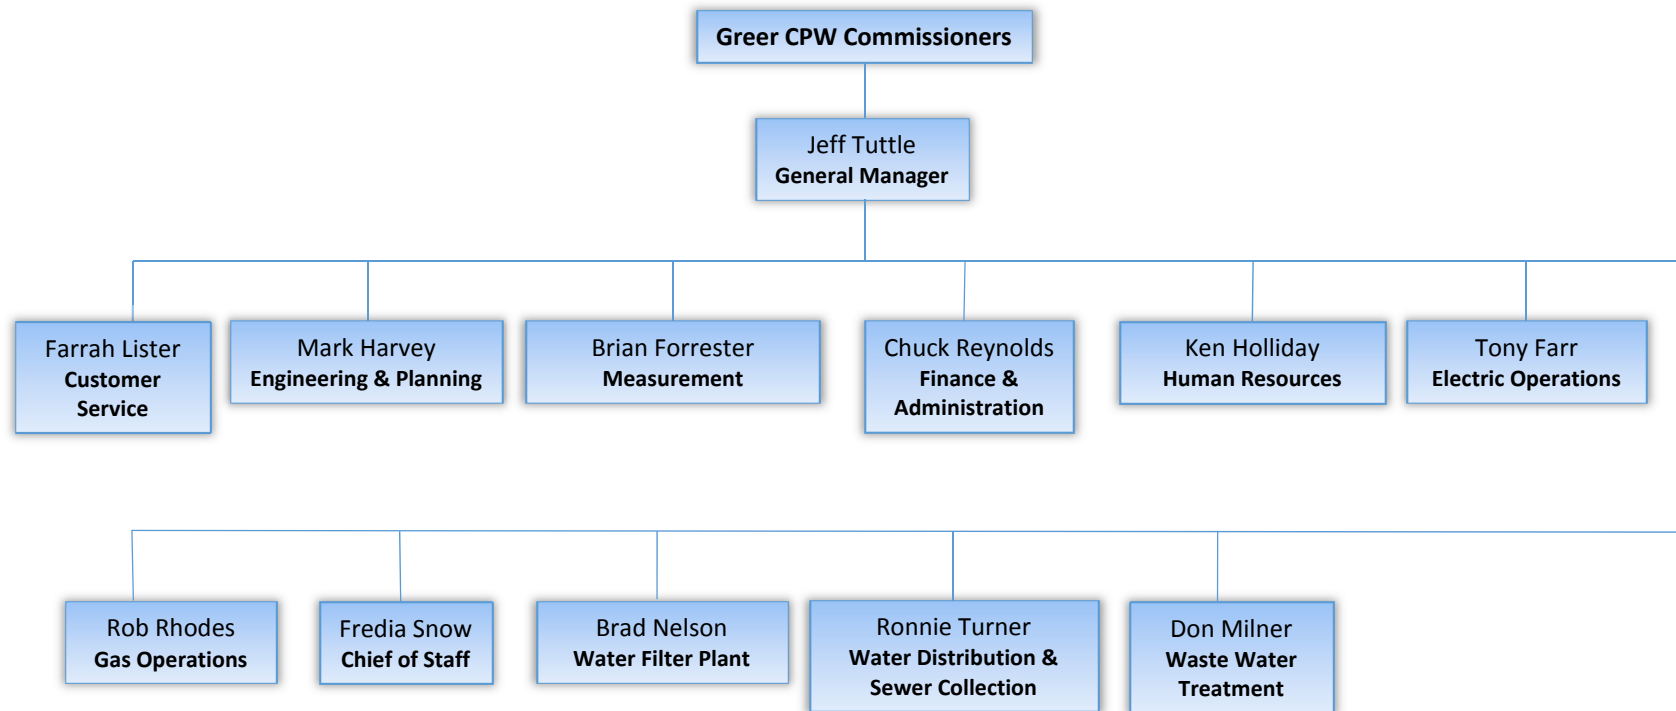 Greer CPW Commissioners
Jeff Tuttle
General Manager
Farrah Lister
Customer
Service
Mark Harvey
Engineering & Planning
Brian Forrester
Measurement
Chuck Reynolds
Finance &
Administration
Ken Holliday
Human Resources
Tony Farr
Electric Operations
Rob Rhodes
Gas Operations
Fredia Snow
Chief of Staff
Brad Nelson
Water Filter Plant
Ronnie Turner
Water Distribution &
Sewer Collection
Don Milner
Waste Water
Treatment